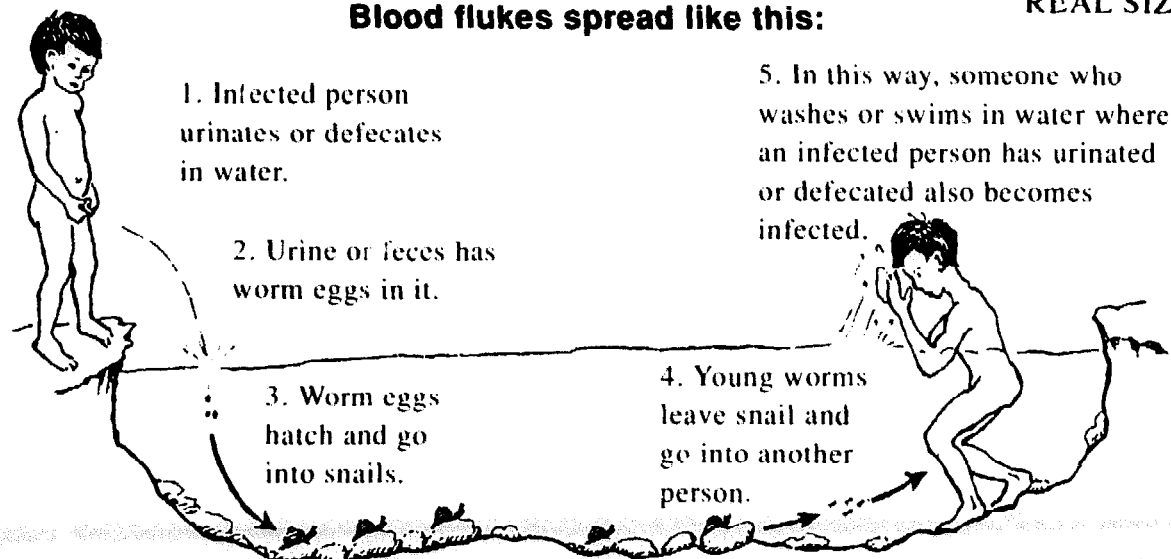 Blood flukes spread like this:
REAL SIZ
1. Infected person
urinates or defecates
in water.
2. Urine or feces has
worm eggs in it.
3. Worm eggs
hatch and go
into snails.
4. Young worms
leave snail and
go into another
person.
5. In this way, someone who
washes or swims in water where
an infected person has urinated
or defecated also becomes
infected.